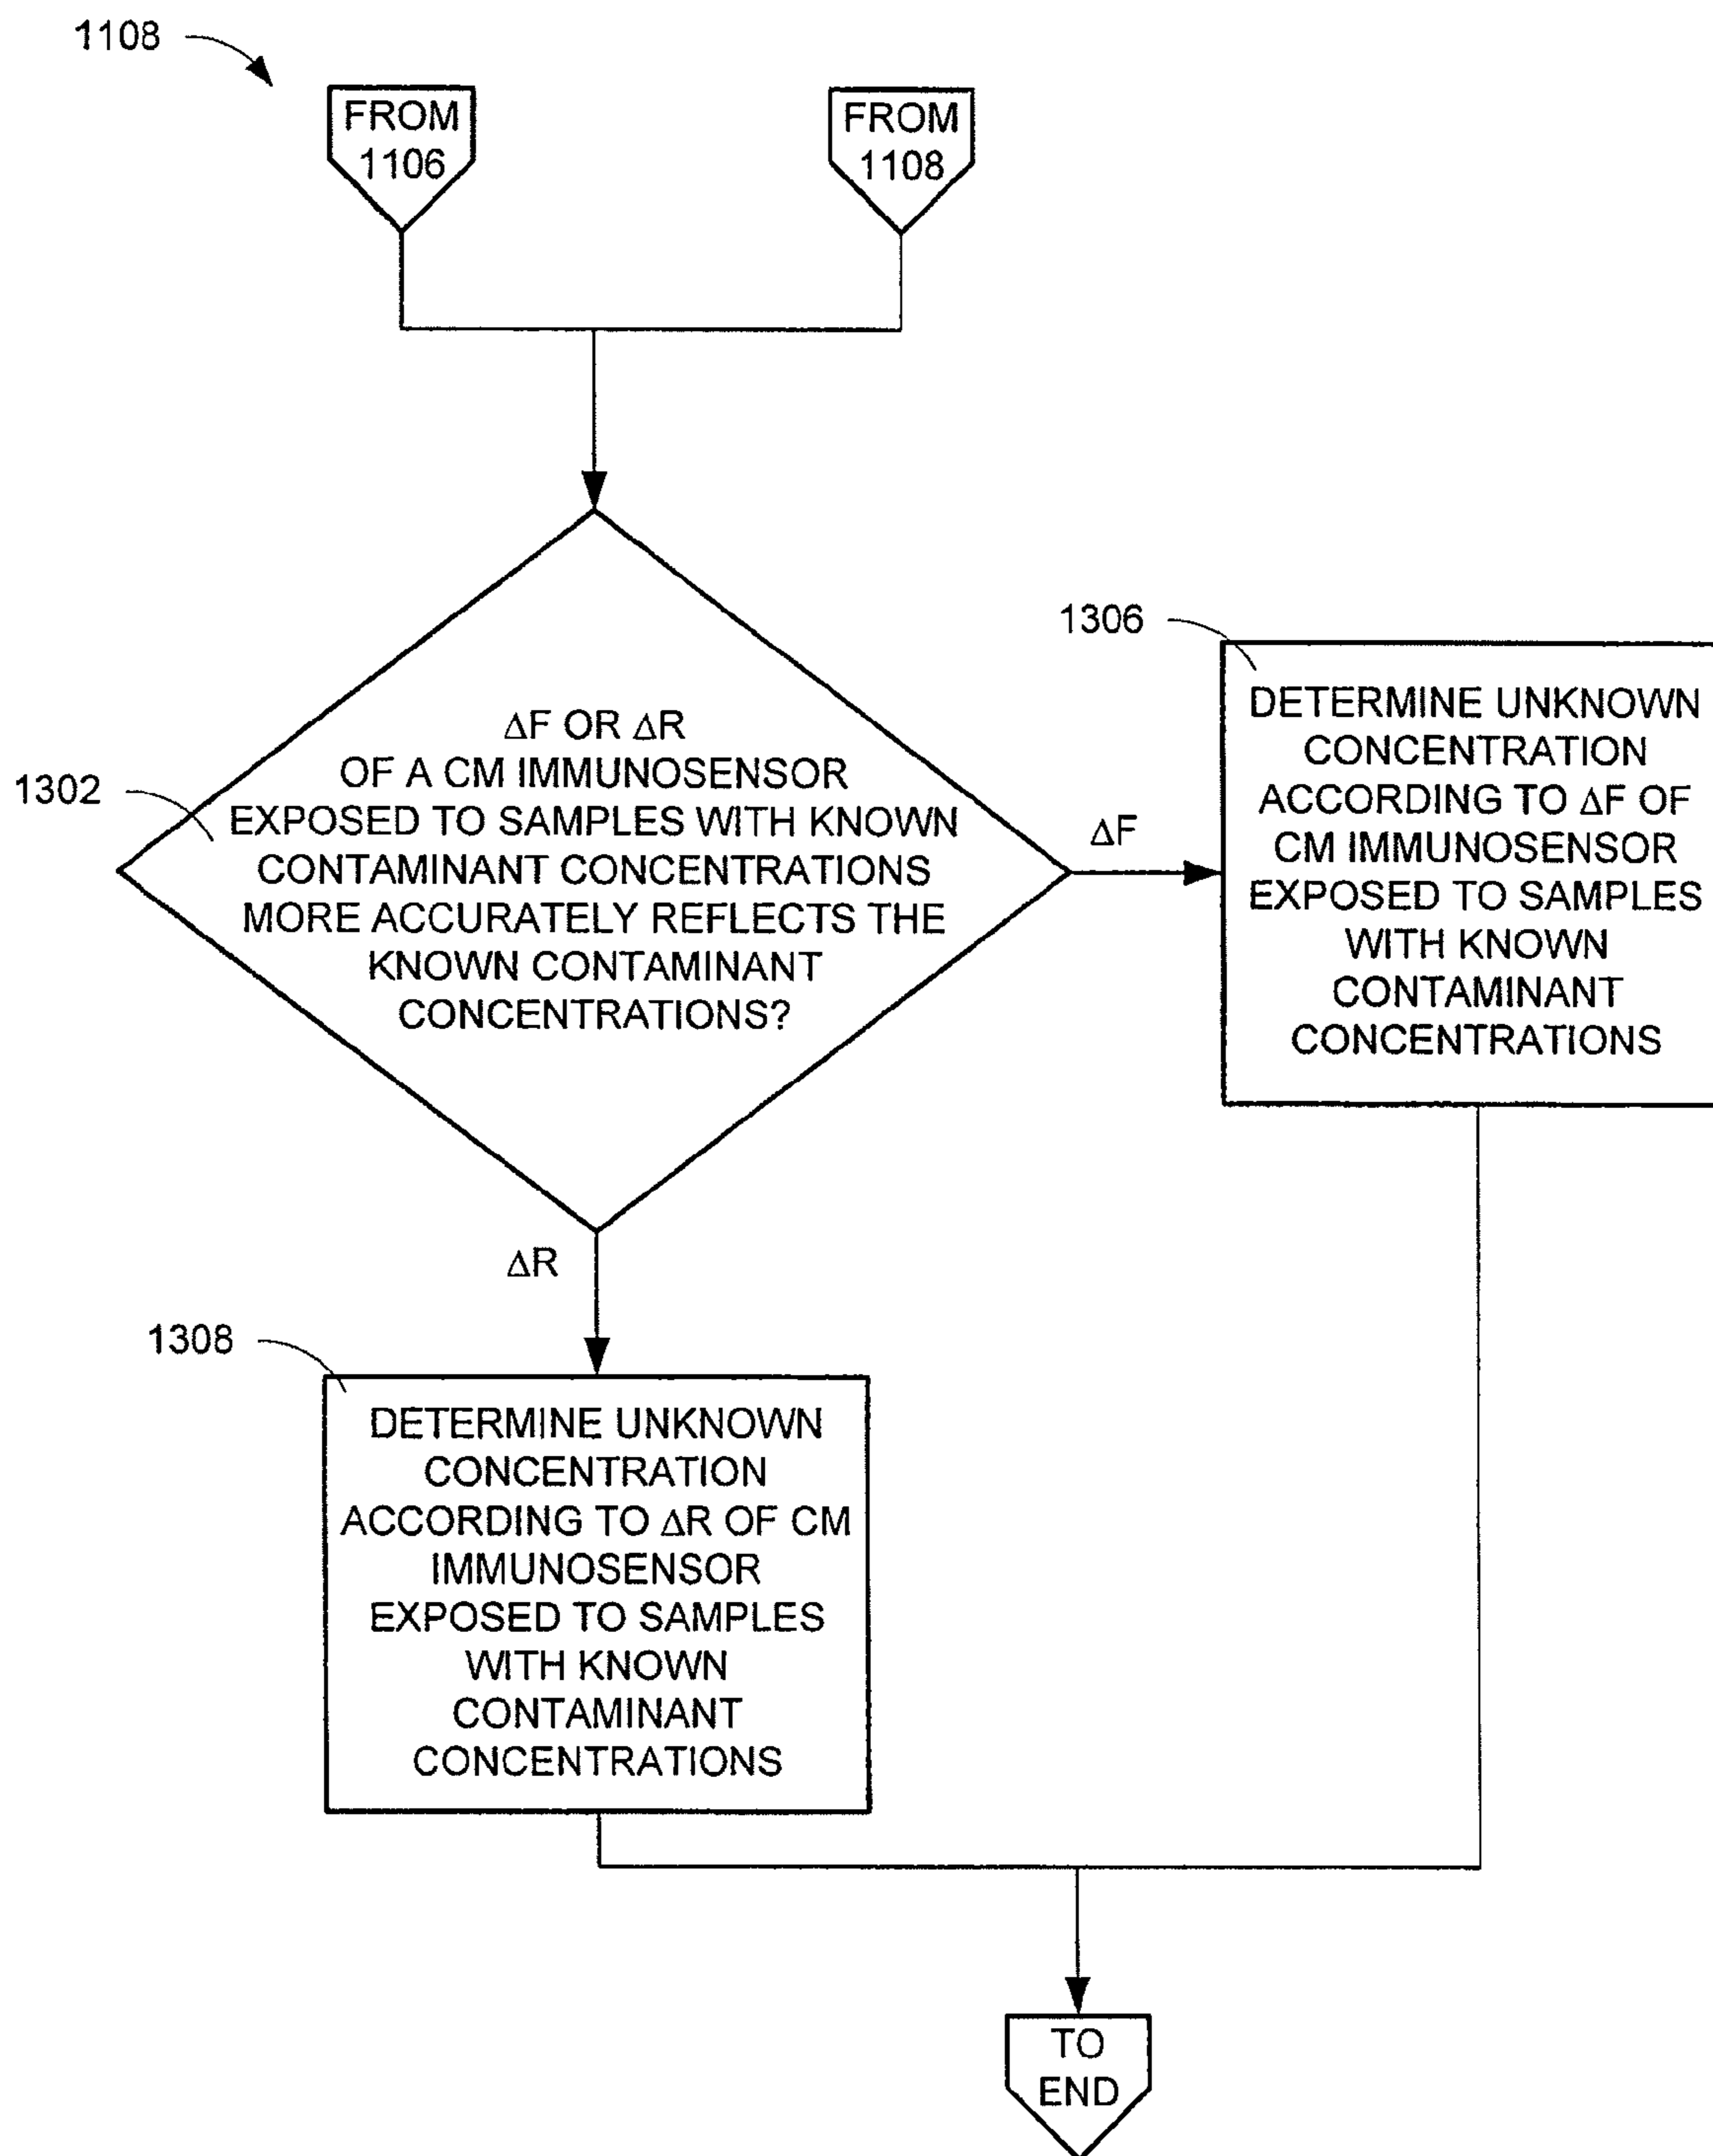 1108
FROM
1106
FROM
1108
1302
ΔF OR ΔR
OF A CM IMMUNOSENSOR
EXPOSED TO SAMPLES WITH KNOWN
CONTAMINANT CONCENTRATIONS
MORE ACCURATELY REFLECTS THE
KNOWN CONTAMINANT
CONCENTRATIONS?
ΔF
1306
DETERMINE UNKNOWN
CONCENTRATION
ACCORDING TO ΔF OF
CM IMMUNOSENSOR
EXPOSED TO SAMPLES
WITH KNOWN
CONTAMINANT
CONCENTRATIONS
ΔR
1308
DETERMINE UNKNOWN
CONCENTRATION
ACCORDING TO ΔR OF CM
IMMUNOSENSOR
EXPOSED TO SAMPLES
WITH KNOWN
CONTAMINANT
CONCENTRATIONS
TO
END